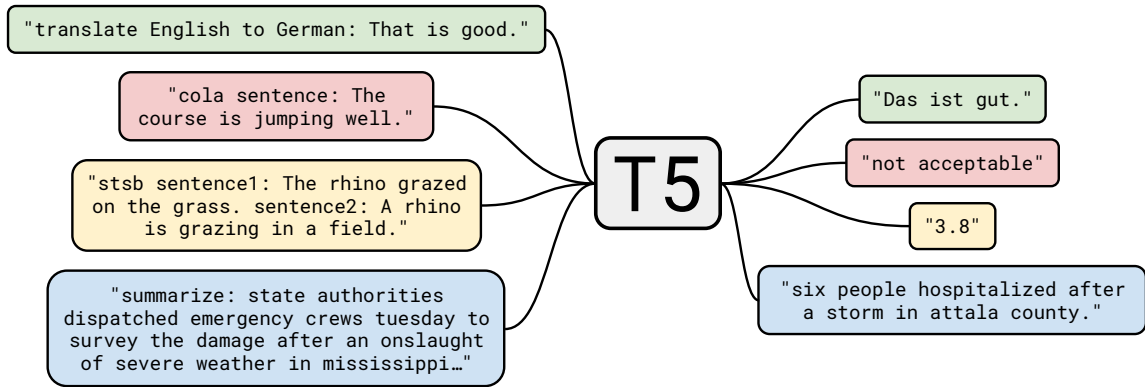 "translate English to German: That is good."
"cola sentence: The
course is jumping well."
"stsb sentence1: The rhino grazed
on the grass. sentence2: A rhino
is grazing in a field."
"summarize: state authorities
dispatched emergency crews tuesday to
survey the damage after an onslaught
of severe weather in mississippi…"
T5
"Das ist gut."
"not acceptable"
"3.8"
"six people hospitalized after
a storm in attala county."